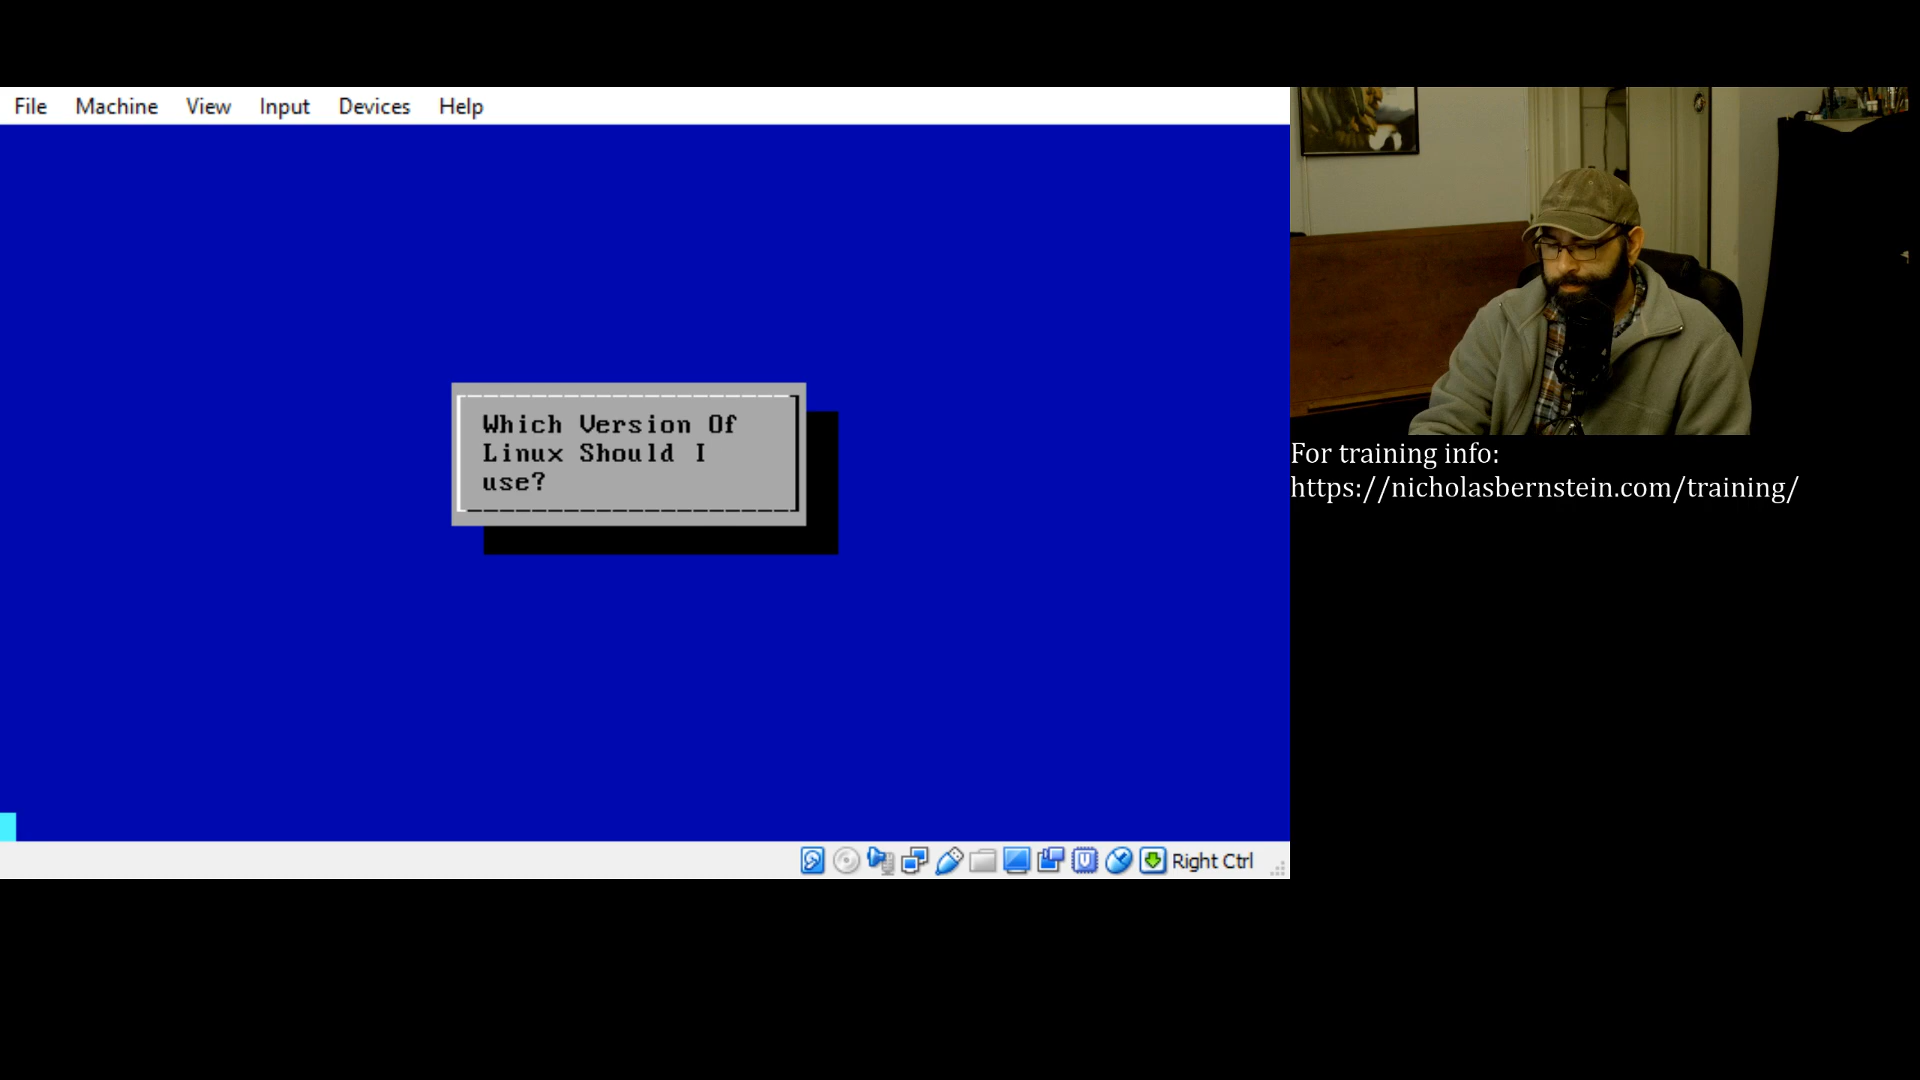 File Machine View Input Devices Help
Which Version Of
Linux Should I
use?
For training info:
https://nicholasbernstein.com/training/
Right Ctrl